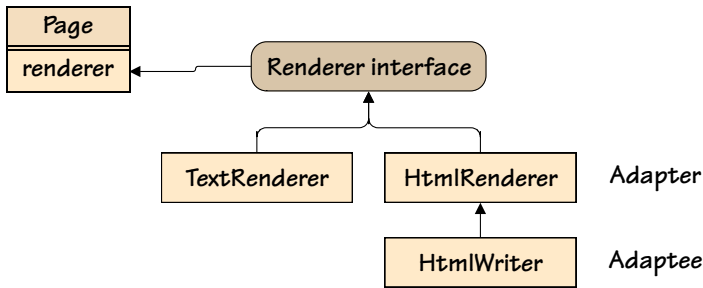 Page
renderer
Renderer interface
TextRenderer
HtmlRenderer
Adapter
HtmlWriter
Adaptee